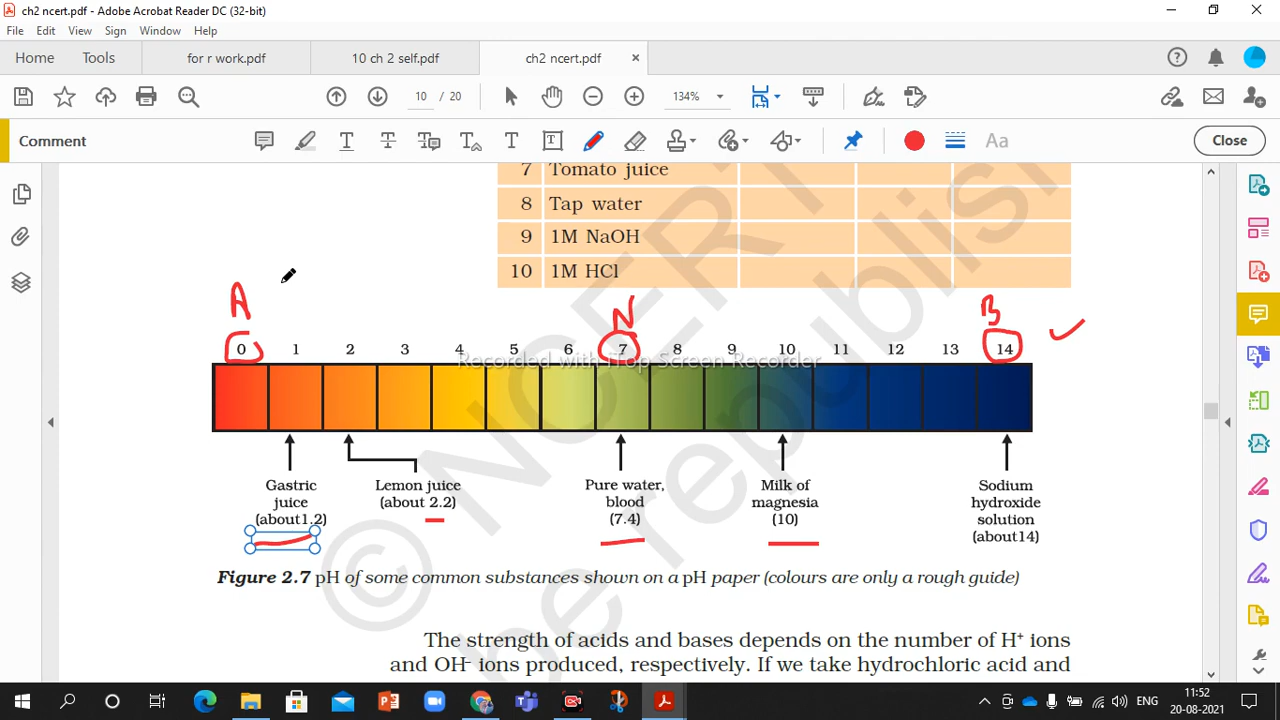 ch2 ncert.pdf - Adobe Acrobat Reader DC (32-bit)
File Edit View Sign Window Help
Home Tools for r work.pdf 10 ch 2 self.pdf ch2 ncert.pdf ×
10 / 20 134%
Comment Close
7 Tomato juice
8 Tap water
9 1M NaOH
10 1M HCl
A N B
0 1 2 3 4 5 6 7 8 9 10 11 12 13 14
Recorded with iTop Screen Recorder
Gastric juice (about1.2)
Lemon juice (about 2.2)
Pure water, blood (7.4)
Milk of magnesia (10)
Sodium hydroxide solution (about14)
Figure 2.7 pH of some common substances shown on a pH paper (colours are only a rough guide)
The strength of acids and bases depends on the number of H⁺ ions
and OH⁻ ions produced, respectively. If we take hydrochloric acid and
© NCERT
be republis
ENG
11:52
20-08-2021